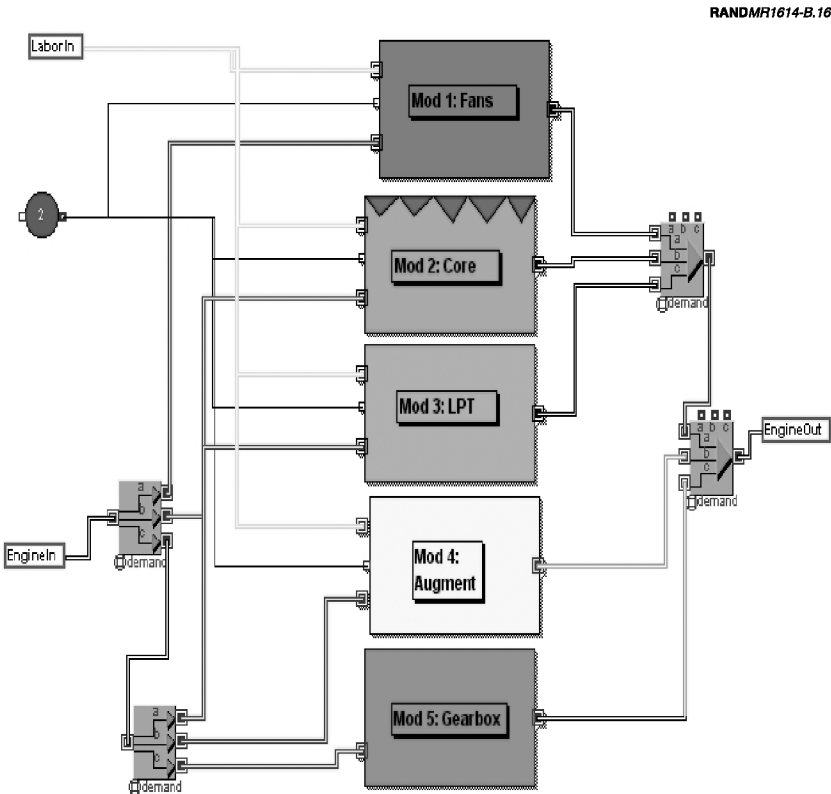 RANDMR1614-B.16
LaborIn
Mod 1: Fans
2
a b c
a
b
c
demand
Mod 2: Core
Mod 3: LPT
a b c
a
b
c
demand
EngineOut
a
b
c
demand
EngineIn
Mod 4:
Augment
a
b
c
demand
Mod 5: Gearbox